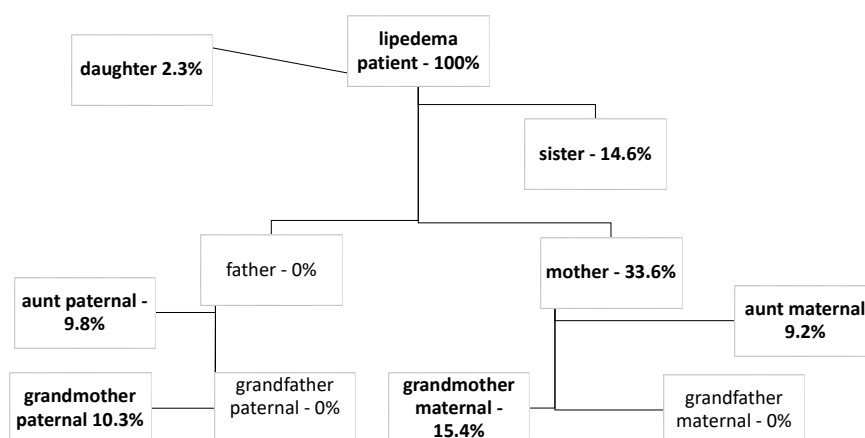 lipedema
patient - 100%
daughter 2.3%
sister - 14.6%
father - 0%
mother - 33.6%
aunt paternal -
9.8%
aunt maternal
9.2%
grandmother
paternal 10.3%
grandfather
paternal - 0%
grandmother
maternal -
15.4%
grandfather
maternal - 0%